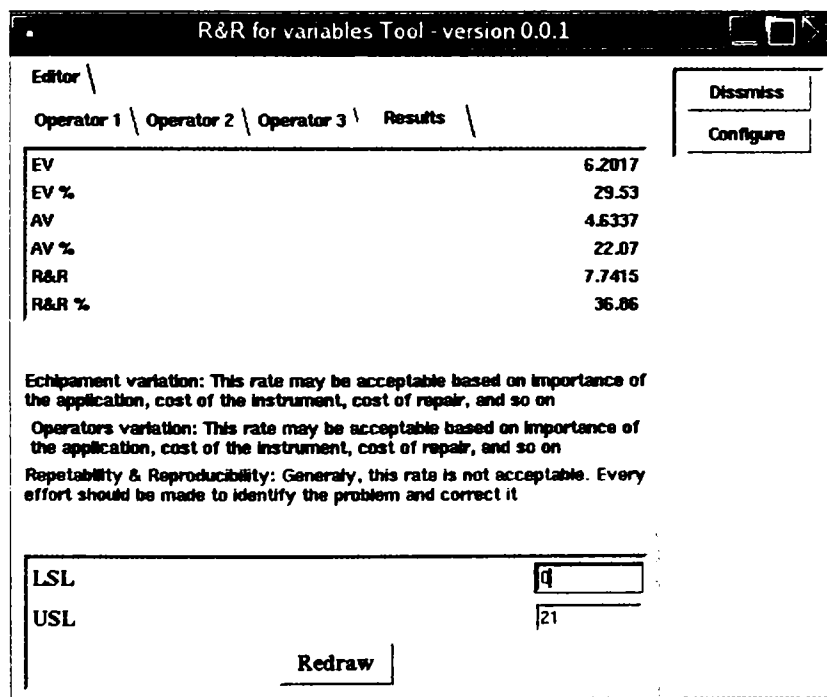 R&R for variables Tool - version 0.0.1
Editor
Dissmiss
Configure
Operator 1 Operator 2 Operator 3 Results
EV 6.2017
EV % 29.53
AV 4.6337
AV % 22.07
R&R 7.7415
R&R % 36.86
Echipament variation: This rate may be acceptable based on importance of
the application, cost of the instrument, cost of repair, and so on
Operators variation: This rate may be acceptable based on importance of
the application, cost of the instrument, cost of repair, and so on
Repetability & Reproducibility: Generaly, this rate is not acceptable. Every
effort should be made to identify the problem and correct it
LSL 0
USL 21
Redraw